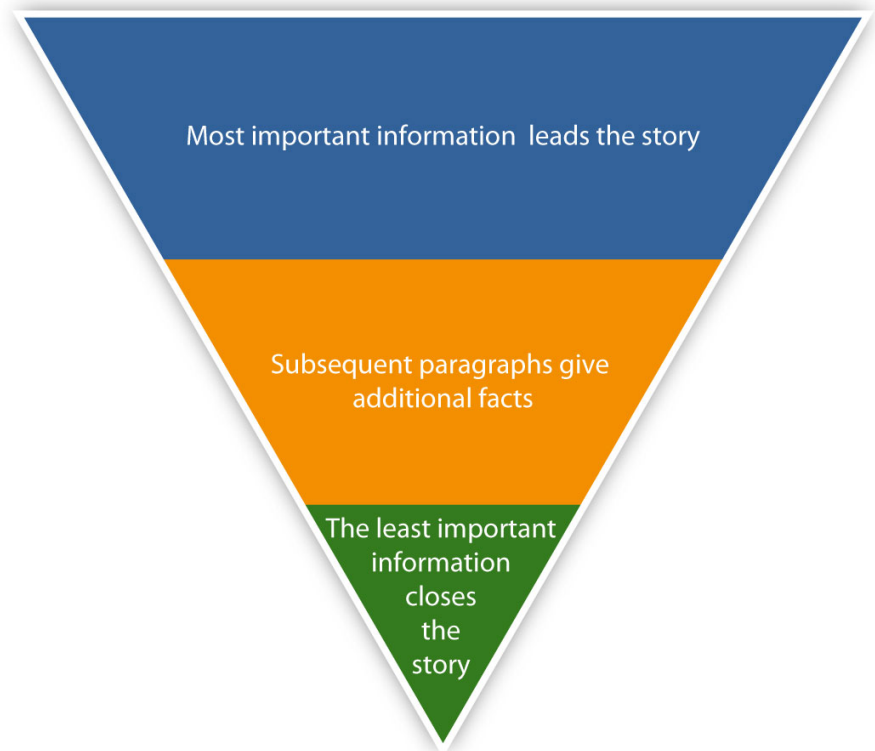 Most important information leads the story
Subsequent paragraphs give
additional facts
The least important
information
closes
the
story